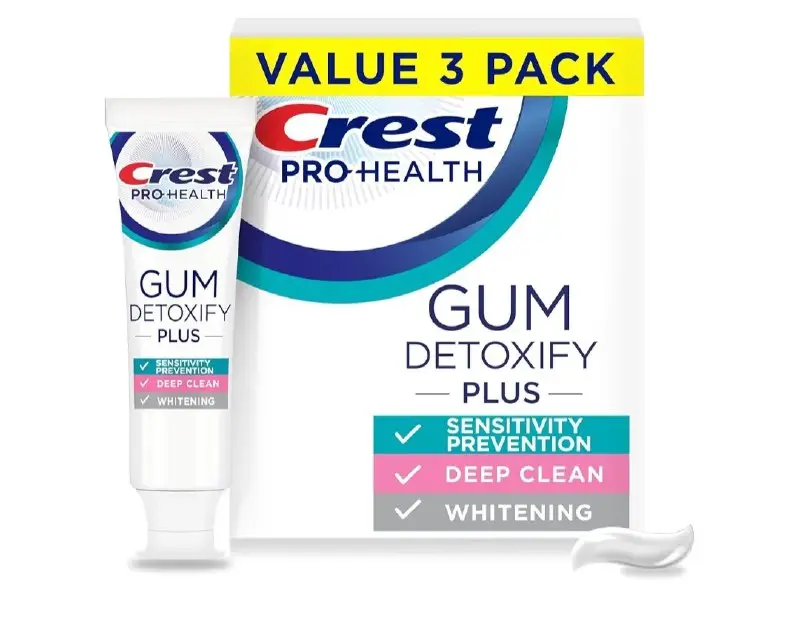 VALUE 3 PACK
Crest
PRO-HEALTH
GUM
DETOXIFY
PLUS
SENSITIVITY
PREVENTION
DEEP CLEAN
WHITENING
Crest
PRO-HEALTH
GUM
DETOXIFY
PLUS
SENSITIVITY
PREVENTION
DEEP CLEAN
WHITENING